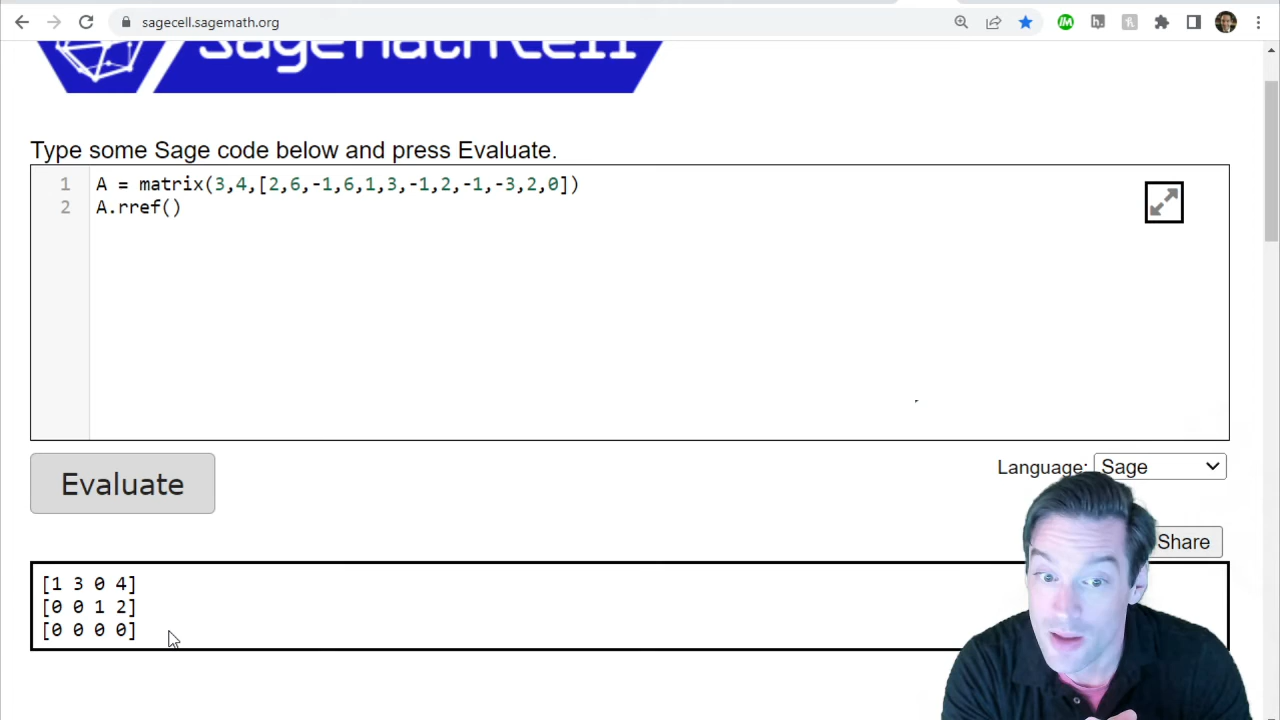 sagecell.sagemath.org
SageMathCell
Type some Sage code below and press Evaluate.
1 A = matrix(3,4,[2,6,-1,6,1,3,-1,2,-1,-3,2,0])
2 A.rref()
Evaluate
Language: Sage
Share
[1 3 0 4]
[0 0 1 2]
[0 0 0 0]